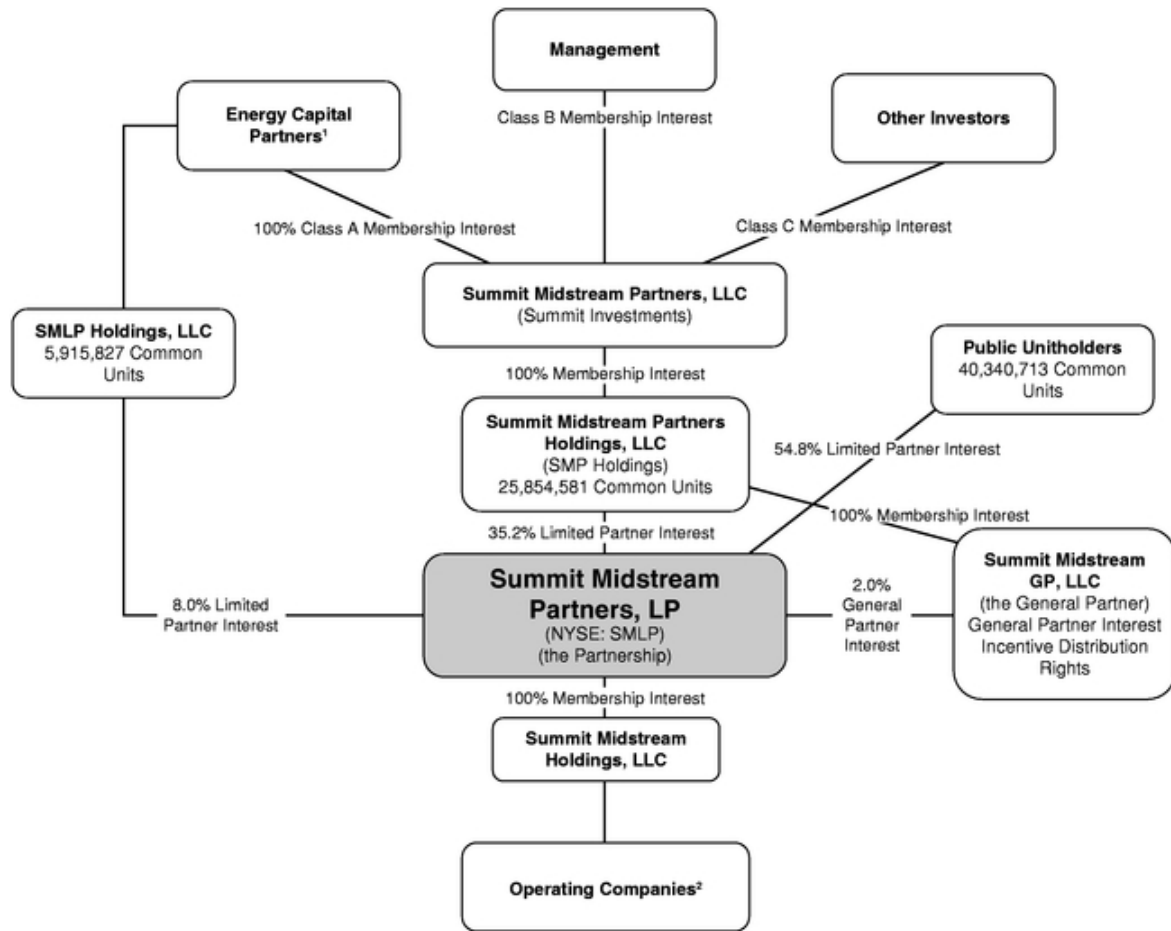 Management
Energy Capital
Partners¹
Class B Membership Interest
Other Investors
100% Class A Membership Interest
Class C Membership Interest
Summit Midstream Partners, LLC
(Summit Investments)
SMLP Holdings, LLC
5,915,827 Common
Units
Public Unitholders
40,340,713 Common
Units
100% Membership Interest
Summit Midstream Partners
Holdings, LLC
(SMP Holdings)
25,854,581 Common Units
54.8% Limited Partner Interest
100% Membership Interest
35.2% Limited Partner Interest
Summit Midstream
Partners, LP
(NYSE: SMLP)
(the Partnership)
8.0% Limited
Partner Interest
2.0%
General
Partner
Interest
Summit Midstream
GP, LLC
(the General Partner)
General Partner Interest
Incentive Distribution
Rights
100% Membership Interest
Summit Midstream
Holdings, LLC
Operating Companies²